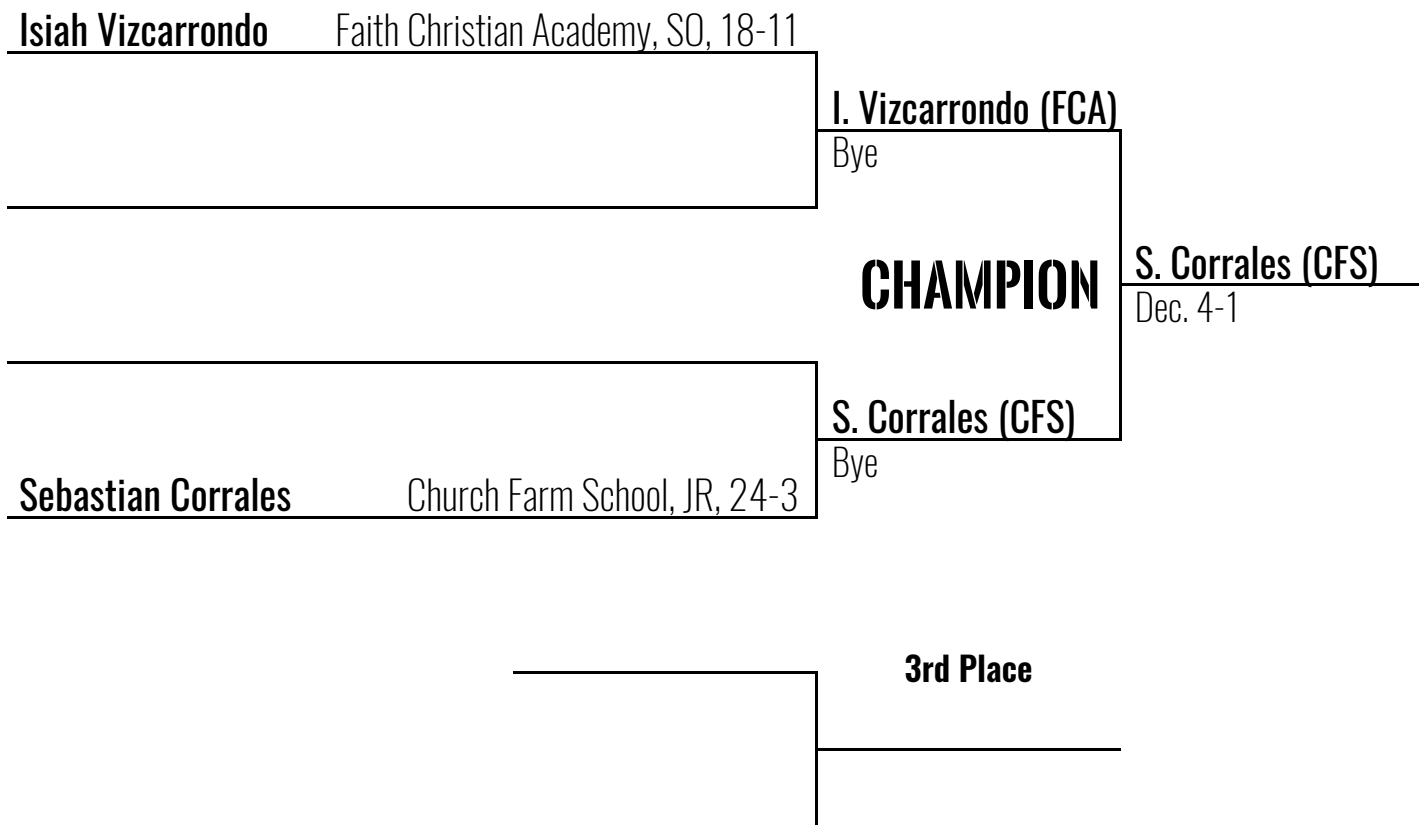 Isiah Vizcarrondo Faith Christian Academy, SO, 18-11
I. Vizcarrondo (FCA)
Bye
CHAMPION
S. Corrales (CFS)
Dec. 4-1
S. Corrales (CFS)
Bye
Sebastian Corrales Church Farm School, JR, 24-3
3rd Place